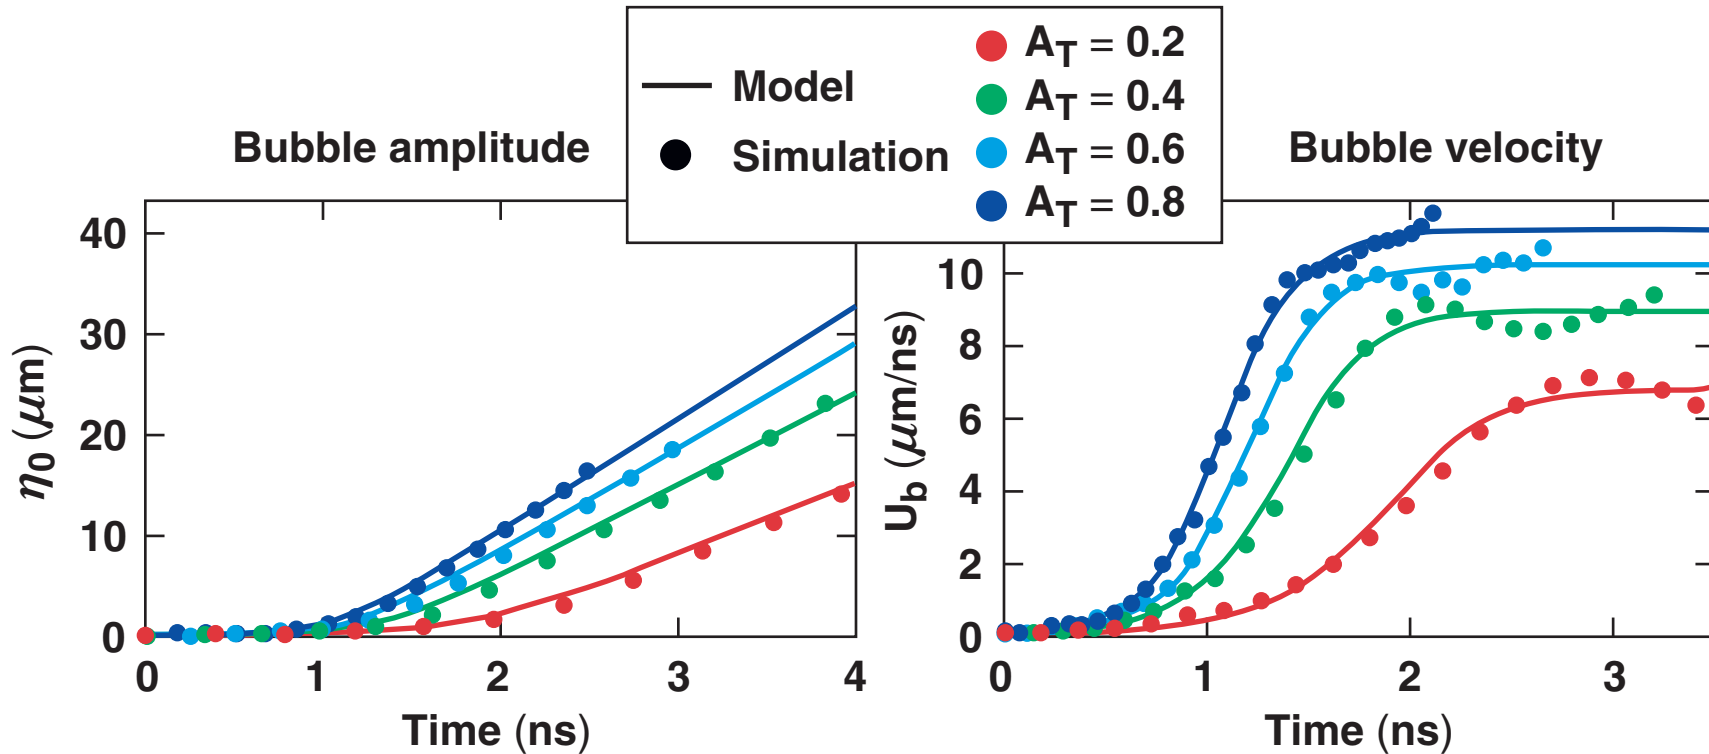 Model
Simulation
A_T = 0.2
A_T = 0.4
A_T = 0.6
A_T = 0.8
Bubble amplitude
40
30
20
10
0
η0 (μm)
0 1 2 3 4
Time (ns)
Bubble velocity
10
8
6
4
2
0
U_b (μm/ns)
0 1 2 3
Time (ns)